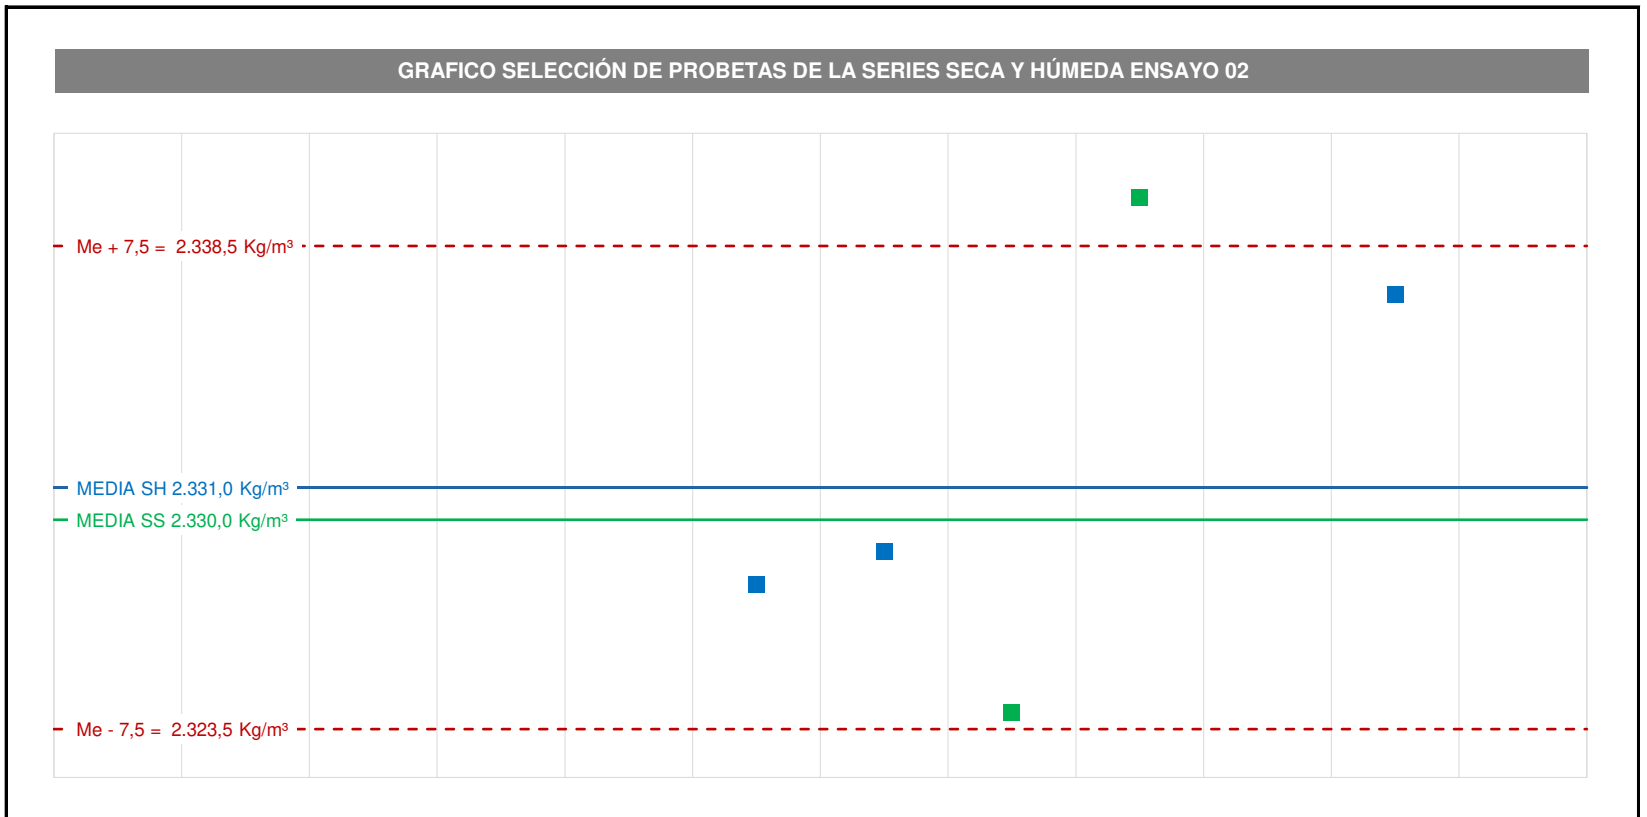 GRAFICO SELECCIÓN DE PROBETAS DE LA SERIES SECA Y HÚMEDA ENSAYO 02
Me + 7,5 = 2.338,5 Kg/m³
MEDIA SH 2.331,0 Kg/m³
MEDIA SS 2.330,0 Kg/m³
Me - 7,5 = 2.323,5 Kg/m³